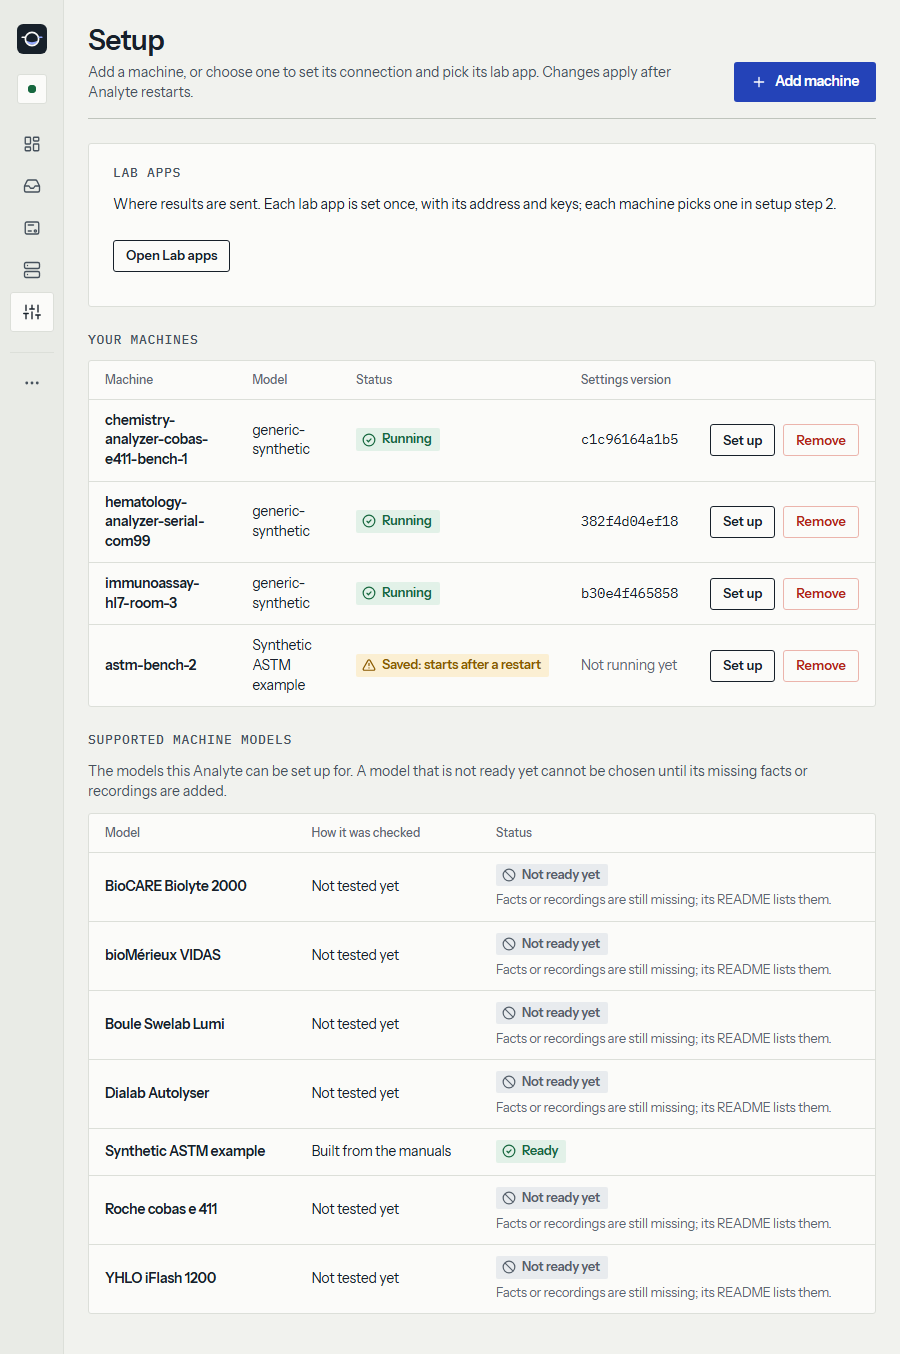 Setup
Add a machine, or choose one to set its connection and pick its lab app. Changes apply after
Analyte restarts.
Add machine
LAB APPS
Where results are sent. Each lab app is set once, with its address and keys; each machine picks one in setup step 2.
Open Lab apps
YOUR MACHINES
Machine Model Status Settings version
chemistry-
analyzer-cobas-
e411-bench-1
generic-
synthetic
Running
c1c96164a1b5
Set up
Remove
hematology-
analyzer-serial-
com99
generic-
synthetic
Running
382f4d04ef18
Set up
Remove
immunoassay-
hl7-room-3
generic-
synthetic
Running
b30e4f465858
Set up
Remove
astm-bench-2
Synthetic
ASTM
example
Saved: starts after a restart
Not running yet
Set up
Remove
SUPPORTED MACHINE MODELS
The models this Analyte can be set up for. A model that is not ready yet cannot be chosen until its missing facts or
recordings are added.
Model How it was checked Status
BioCARE Biolyte 2000
Not tested yet
Not ready yet
Facts or recordings are still missing; its README lists them.
bioMérieux VIDAS
Not tested yet
Not ready yet
Facts or recordings are still missing; its README lists them.
Boule Swelab Lumi
Not tested yet
Not ready yet
Facts or recordings are still missing; its README lists them.
Dialab Autolyser
Not tested yet
Not ready yet
Facts or recordings are still missing; its README lists them.
Synthetic ASTM example
Built from the manuals
Ready
Roche cobas e 411
Not tested yet
Not ready yet
Facts or recordings are still missing; its README lists them.
YHLO iFlash 1200
Not tested yet
Not ready yet
Facts or recordings are still missing; its README lists them.